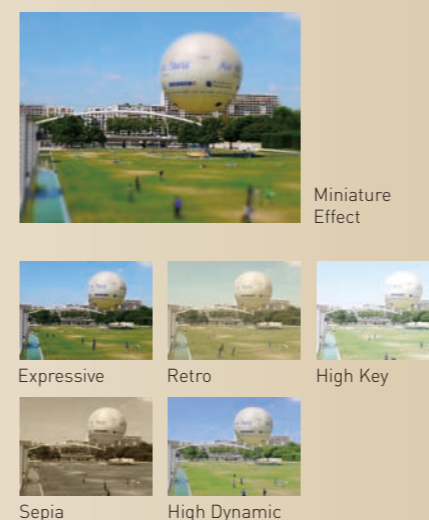 Miniature
Effect
Expressive
Retro
High Key
Sepia
High Dynamic